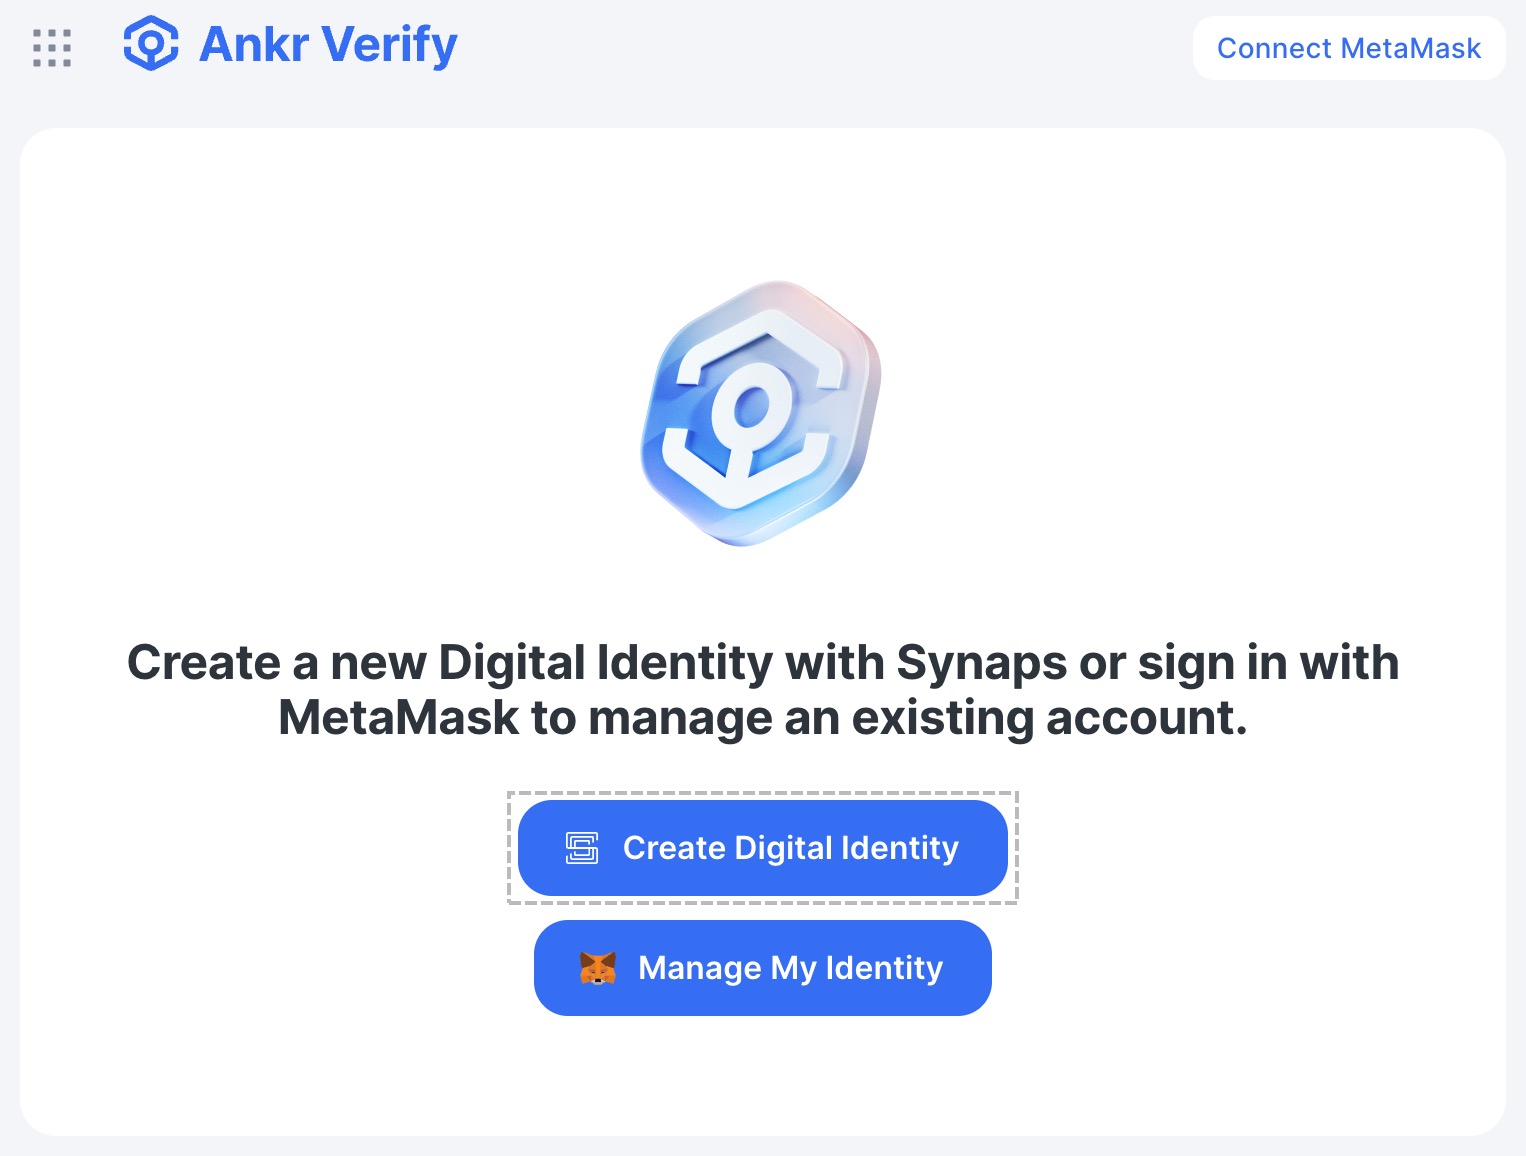 Ankr Verify
Connect MetaMask
Create a new Digital Identity with Synaps or sign in with
MetaMask to manage an existing account.
Create Digital Identity
Manage My Identity